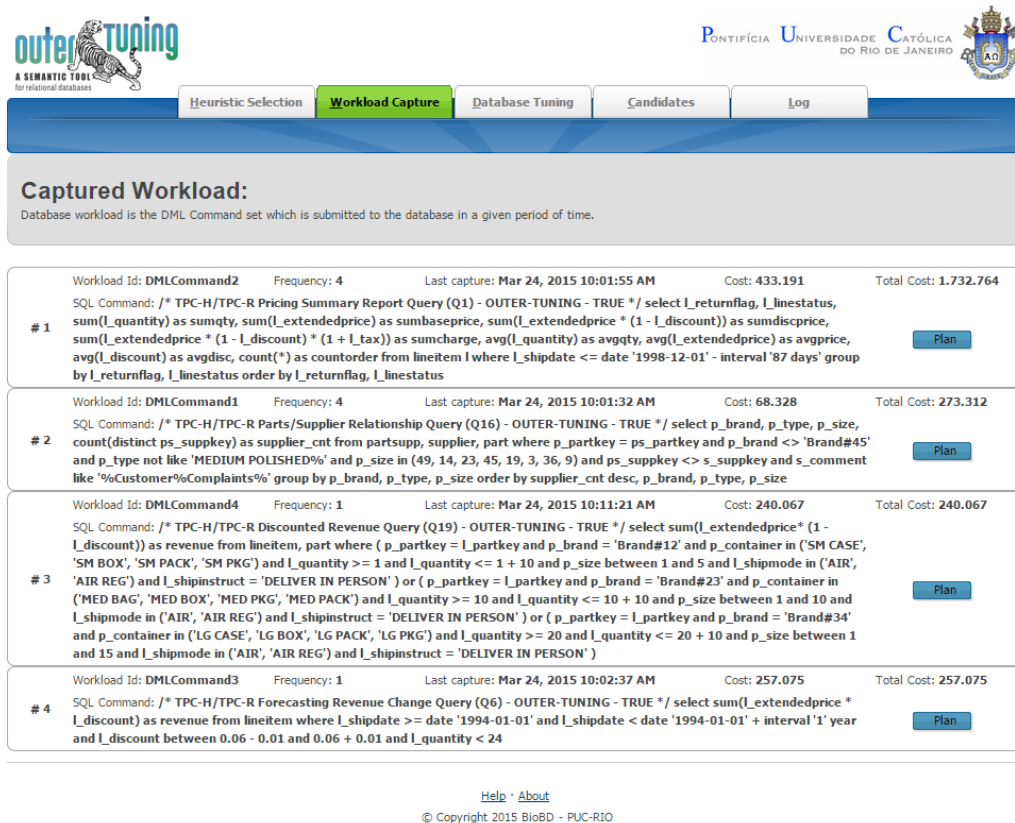 outer Tuning
A SEMANTIC TOOL
for relational databases
Pontifícia Universidade Católica
do Rio de Janeiro
Heuristic Selection
Workload Capture
Database Tuning
Candidates
Log
Captured Workload:
Database workload is the DML Command set which is submitted to the database in a given period of time.
Workload Id: DMLCommand2 Frequency: 4 Last capture: Mar 24, 2015 10:01:55 AM Cost: 433.191 Total Cost: 1.732.764
# 1
SQL Command: /* TPC-H/TPC-R Pricing Summary Report Query (Q1) - OUTER-TUNING - TRUE */ select l_returnflag, l_linestatus,
sum(l_quantity) as sumqty, sum(l_extendedprice) as sumbaseprice, sum(l_extendedprice * (1 - l_discount)) as sumdiscprice,
sum(l_extendedprice * (1 - l_discount) * (1 + l_tax)) as sumcharge, avg(l_quantity) as avgqty, avg(l_extendedprice) as avgprice,
avg(l_discount) as avgdisc, count(*) as countorder from lineitem l where l_shipdate <= date '1998-12-01' - interval '87 days' group
by l_returnflag, l_linestatus order by l_returnflag, l_linestatus
Plan
Workload Id: DMLCommand1 Frequency: 4 Last capture: Mar 24, 2015 10:01:32 AM Cost: 68.328 Total Cost: 273.312
# 2
SQL Command: /* TPC-H/TPC-R Parts/Supplier Relationship Query (Q16) - OUTER-TUNING - TRUE */ select p_brand, p_type, p_size,
count(distinct ps_suppkey) as supplier_cnt from partsupp, supplier, part where p_partkey = ps_partkey and p_brand <> 'Brand#45'
and p_type not like 'MEDIUM POLISHED%' and p_size in (49, 14, 23, 45, 19, 3, 36, 9) and ps_suppkey <> s_suppkey and s_comment
like '%Customer%Complaints%' group by p_brand, p_type, p_size order by supplier_cnt desc, p_brand, p_type, p_size
Plan
Workload Id: DMLCommand4 Frequency: 1 Last capture: Mar 24, 2015 10:11:21 AM Cost: 240.067 Total Cost: 240.067
# 3
SQL Command: /* TPC-H/TPC-R Discounted Revenue Query (Q19) - OUTER-TUNING - TRUE */ select sum(l_extendedprice* (1 -
l_discount)) as revenue from lineitem, part where ( p_partkey = l_partkey and p_brand = 'Brand#12' and p_container in ('SM CASE',
'SM BOX', 'SM PACK', 'SM PKG') and l_quantity >= 1 and l_quantity <= 1 + 10 and p_size between 1 and 5 and l_shipmode in ('AIR',
'AIR REG') and l_shipinstruct = 'DELIVER IN PERSON' ) or ( p_partkey = l_partkey and p_brand = 'Brand#23' and p_container in
('MED BAG', 'MED BOX', 'MED PKG', 'MED PACK') and l_quantity >= 10 and l_quantity <= 10 + 10 and p_size between 1 and 10 and
l_shipmode in ('AIR', 'AIR REG') and l_shipinstruct = 'DELIVER IN PERSON' ) or ( p_partkey = l_partkey and p_brand = 'Brand#34'
and p_container in ('LG CASE', 'LG BOX', 'LG PACK', 'LG PKG') and l_quantity >= 20 and l_quantity <= 20 + 10 and p_size between 1
and 15 and l_shipmode in ('AIR', 'AIR REG') and l_shipinstruct = 'DELIVER IN PERSON' )
Plan
Workload Id: DMLCommand3 Frequency: 1 Last capture: Mar 24, 2015 10:02:37 AM Cost: 257.075 Total Cost: 257.075
# 4
SQL Command: /* TPC-H/TPC-R Forecasting Revenue Change Query (Q6) - OUTER-TUNING - TRUE */ select sum(l_extendedprice *
l_discount) as revenue from lineitem where l_shipdate >= date '1994-01-01' and l_shipdate < date '1994-01-01' + interval '1' year
and l_discount between 0.06 - 0.01 and 0.06 + 0.01 and l_quantity < 24
Plan
Help · About
© Copyright 2015 BioBD - PUC-RIO